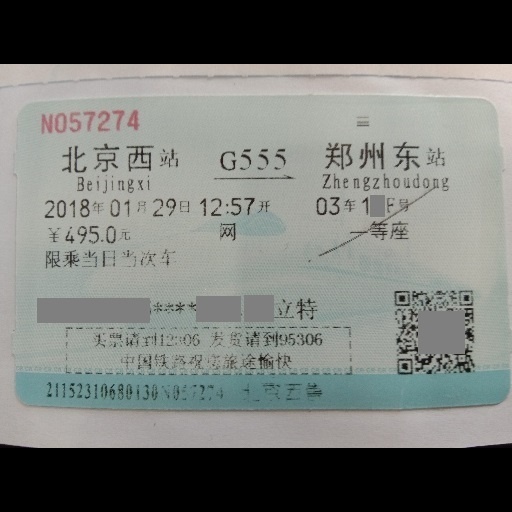 N057274
北京西站 G555 郑州东站
Beijingxi Zhengzhoudong
2018年01月29日12:57开 03车1 F号
￥495.0元 网 一等座
限乘当日当次车
**** 立特
买票请到12306 发货请到95306
中国铁路祝您旅途愉快
21152310680130N057274 北京西售